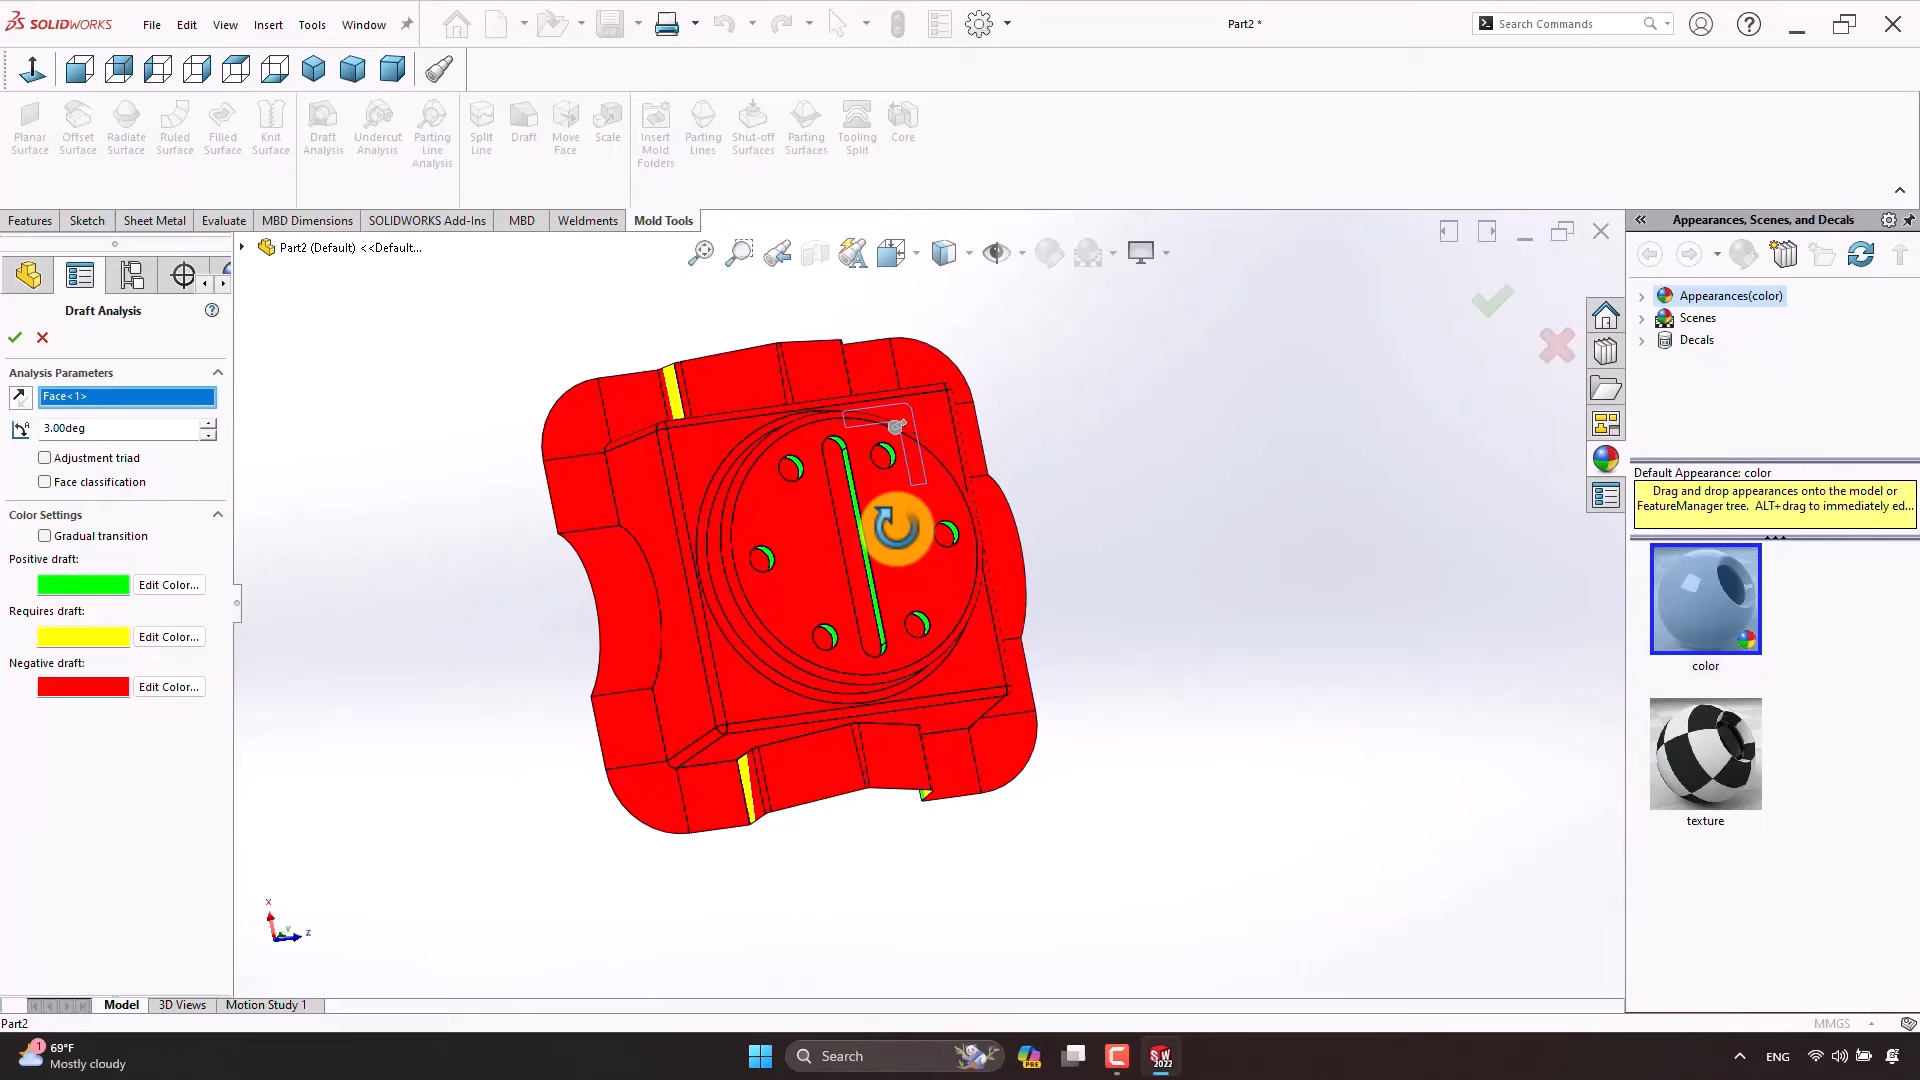 SOLIDWORKS
File
Edit
View
Insert
Tools
Window
Part2 *
Search Commands
Planar Surface
Offset Surface
Radiate Surface
Ruled Surface
Filled Surface
Knit Surface
Draft Analysis
Undercut Analysis
Parting Line Analysis
Split Line
Draft
Move Face
Scale
Insert Mold Folders
Parting Lines
Shut-off Surfaces
Parting Surfaces
Tooling Split
Core
Features
Sketch
Sheet Metal
Evaluate
MBD Dimensions
SOLIDWORKS Add-Ins
MBD
Weldments
Mold Tools
Part2 (Default) <<Default...
Draft Analysis
Analysis Parameters
Face<1>
3.00deg
Adjustment triad
Face classification
Color Settings
Gradual transition
Positive draft:
Edit Color...
Requires draft:
Edit Color...
Negative draft:
Edit Color...
x
y
z
Appearances, Scenes, and Decals
Appearances(color)
Scenes
Decals
Default Appearance: color
Drag and drop appearances onto the model or
FeatureManager tree. ALT+drag to immediately ed...
color
texture
Model
3D Views
Motion Study 1
Part2
MMGS
1
69°F
Mostly cloudy
Search
PRE
SW
2022
ENG